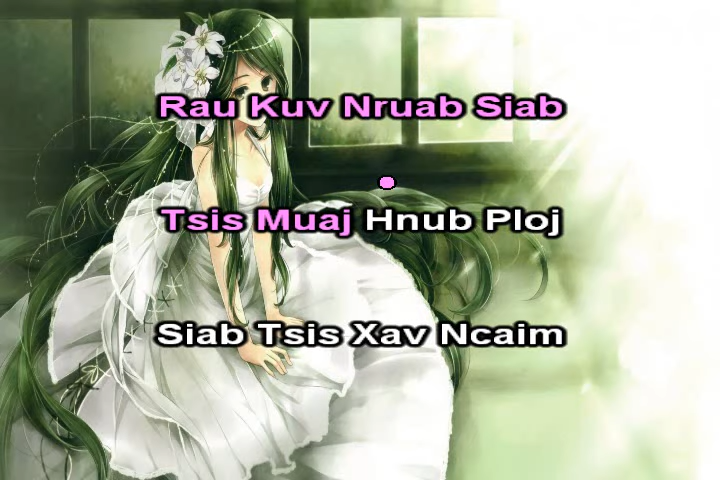 Rau Kuv Nruab Siab
Tsis Muaj Hnub Ploj
Siab Tsis Xav Ncaim